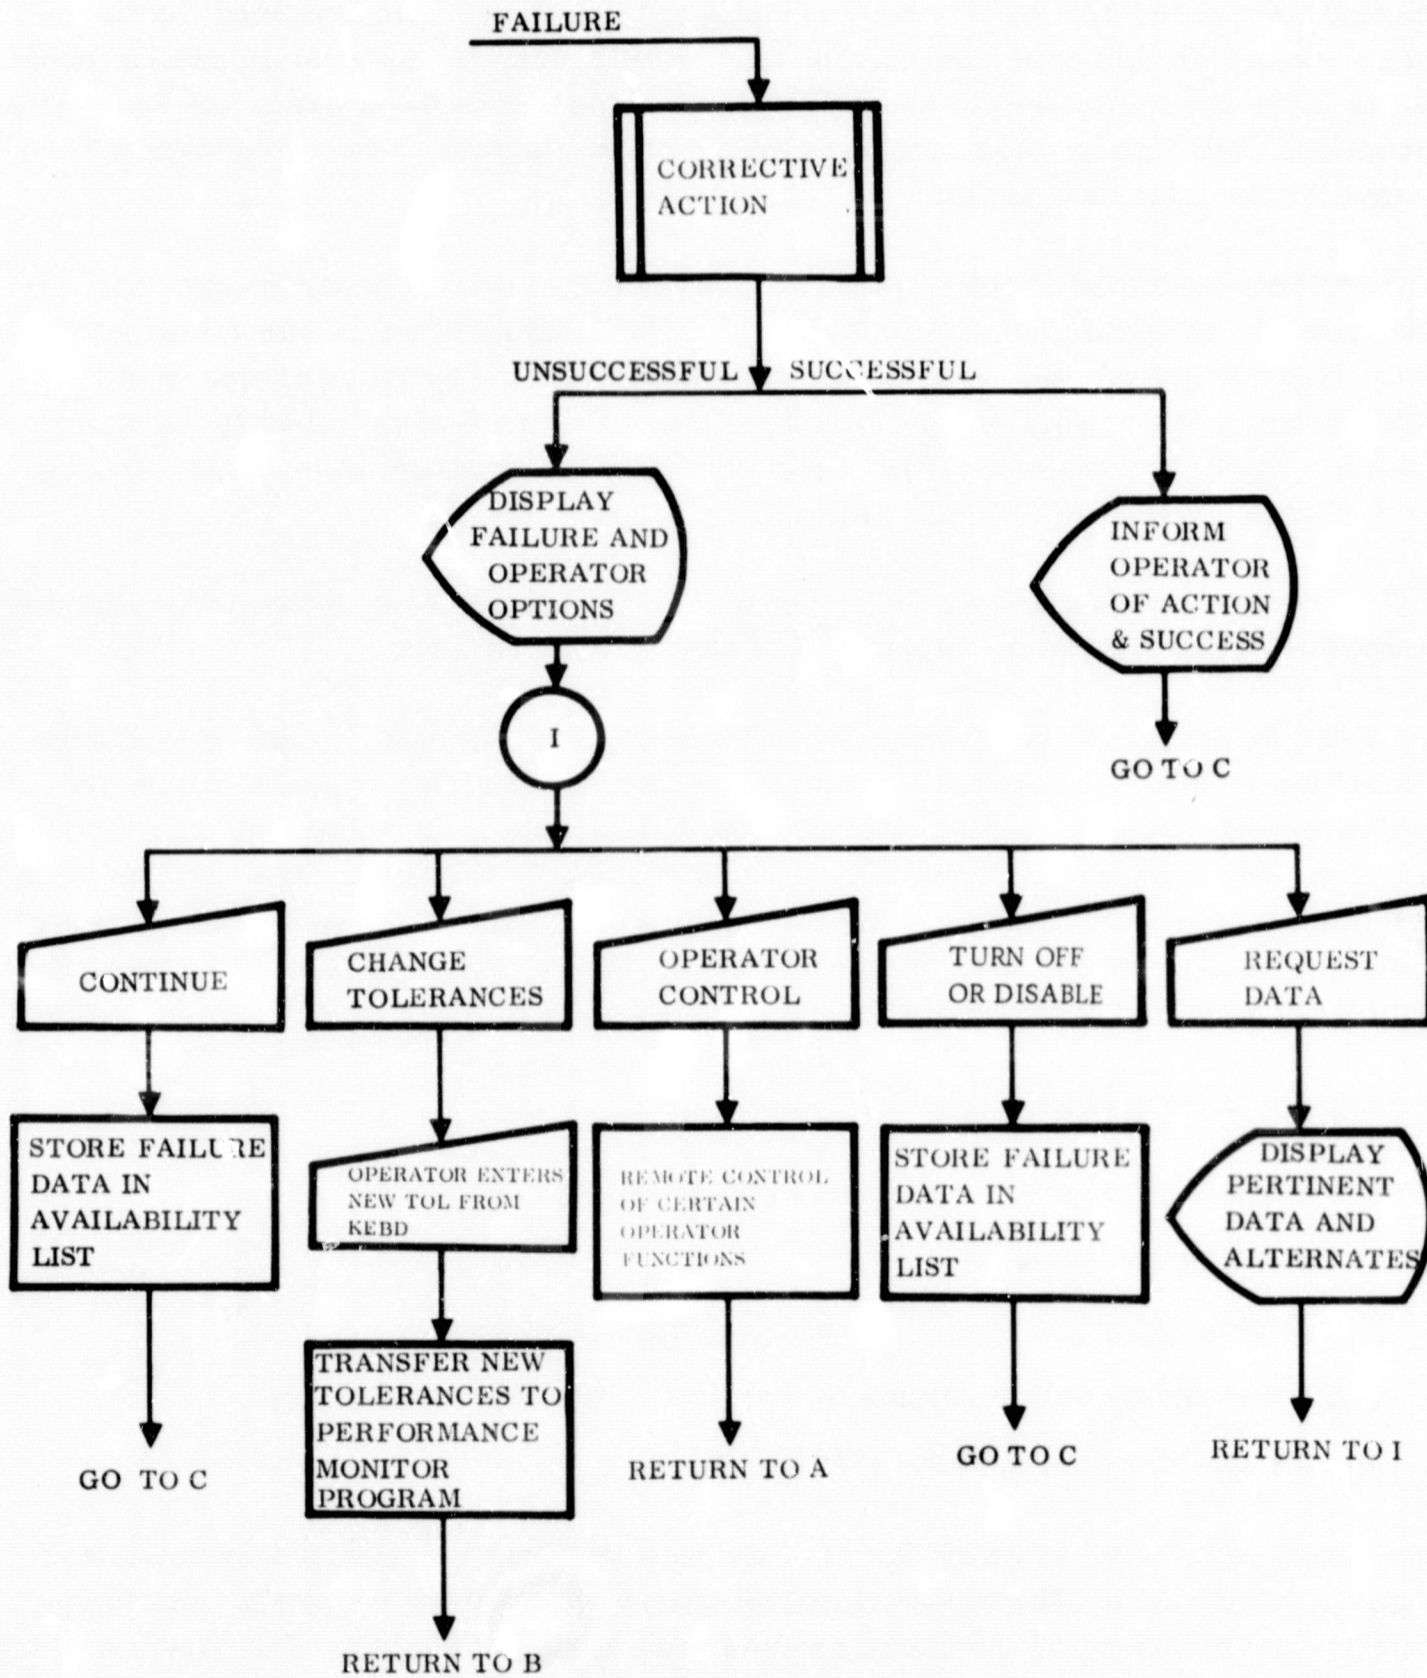 FAILURE
CORRECTIVE
ACTION
UNSUCCESSFUL
SUCCESSFUL
DISPLAY
FAILURE AND
OPERATOR
OPTIONS
INFORM
OPERATOR
OF ACTION
& SUCCESS
I
GO TO C
CONTINUE
CHANGE
TOLERANCES
OPERATOR
CONTROL
TURN OFF
OR DISABLE
REQUEST
DATA
STORE FAILURE
DATA IN
AVAILABILITY
LIST
OPERATOR ENTERS
NEW TOL FROM
KEBD
REMOTE CONTROL
OF CERTAIN
OPERATOR
FUNCTIONS
STORE FAILURE
DATA IN
AVAILABILITY
LIST
DISPLAY
PERTINENT
DATA AND
ALTERNATES
GO TO C
TRANSFER NEW
TOLERANCES TO
PERFORMANCE
MONITOR
PROGRAM
RETURN TO A
GO TO C
RETURN TO I
RETURN TO B